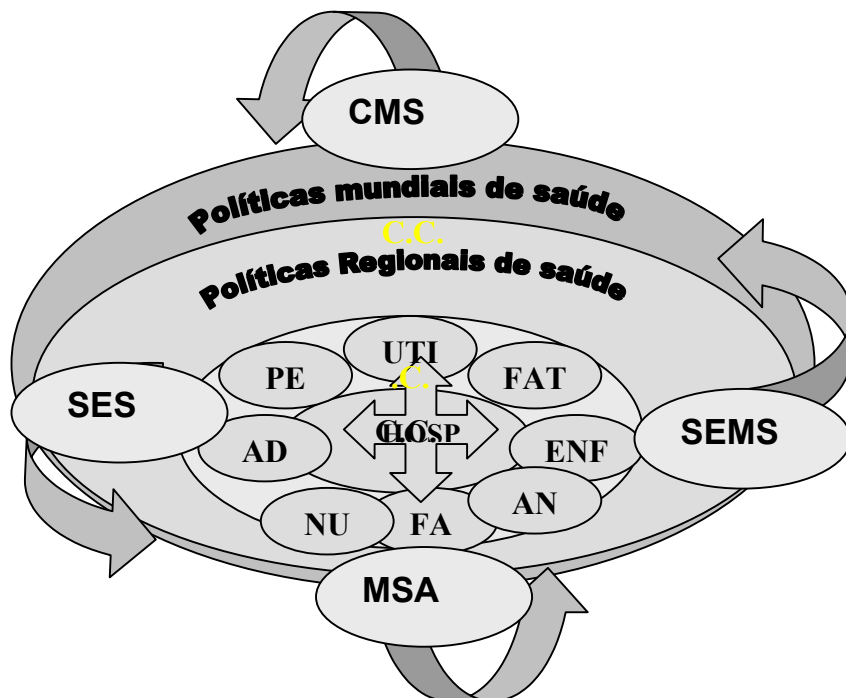 CMS
Políticas mundiais de saúde
C.C.
Políticas Regionais de saúde
UTI
PE
.C.
FAT
SES
C.C.
HOSP
SEMS
AD
ENF
AN
NU
FA
MSA